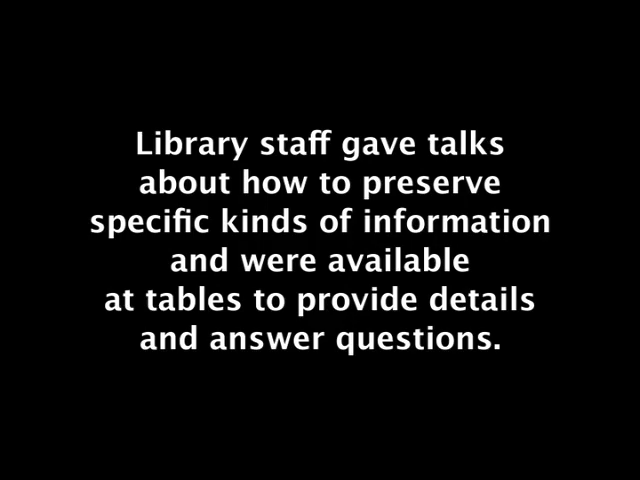 Library staff gave talks
about how to preserve
specific kinds of information
and were available
at tables to provide details
and answer questions.